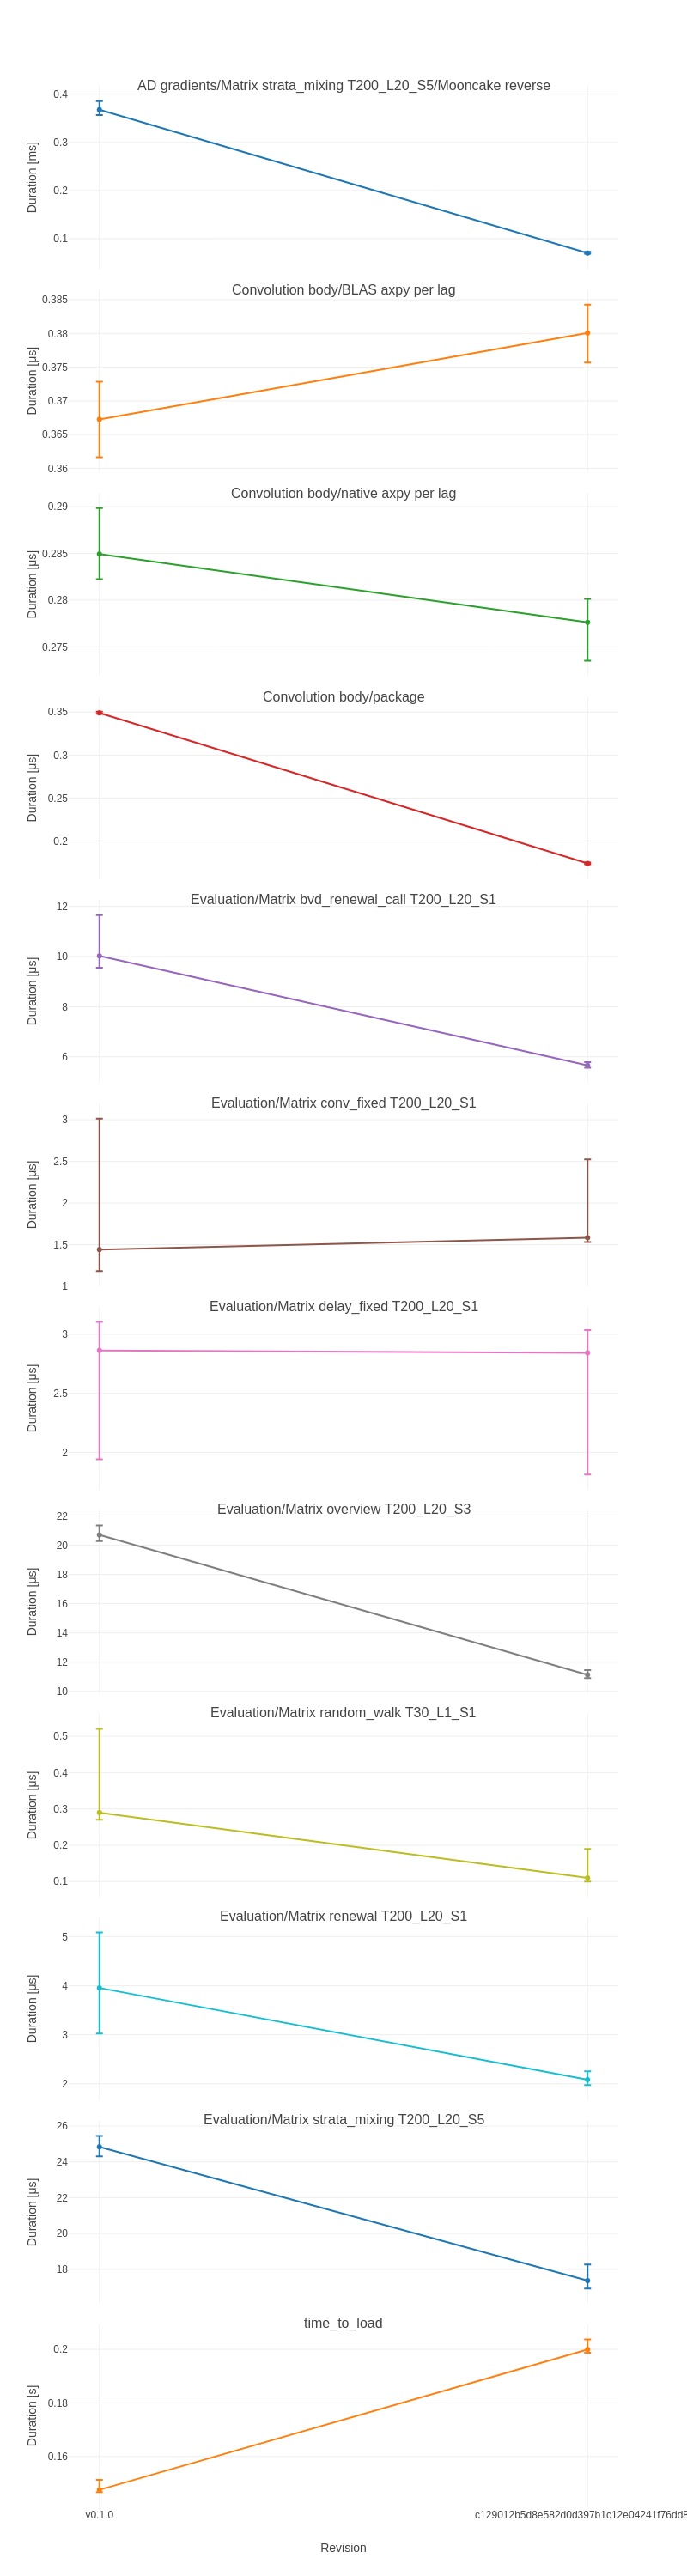 AD gradients/Matrix strata_mixing T200_L20_S5/Mooncake reverse
Duration [ms]
0.4
0.3
0.2
0.1
Convolution body/BLAS axpy per lag
Duration [μs]
0.385
0.38
0.375
0.37
0.365
0.36
Convolution body/native axpy per lag
Duration [μs]
0.29
0.285
0.28
0.275
Convolution body/package
Duration [μs]
0.35
0.3
0.25
0.2
Evaluation/Matrix bvd_renewal_call T200_L20_S1
Duration [μs]
12
10
8
6
Evaluation/Matrix conv_fixed T200_L20_S1
Duration [μs]
3
2.5
2
1.5
1
Evaluation/Matrix delay_fixed T200_L20_S1
Duration [μs]
3
2.5
2
Evaluation/Matrix overview T200_L20_S3
Duration [μs]
22
20
18
16
14
12
10
Evaluation/Matrix random_walk T30_L1_S1
Duration [μs]
0.5
0.4
0.3
0.2
0.1
Evaluation/Matrix renewal T200_L20_S1
Duration [μs]
5
4
3
2
Evaluation/Matrix strata_mixing T200_L20_S5
Duration [μs]
26
24
22
20
18
time_to_load
Duration [s]
0.2
0.18
0.16
v0.1.0
c129012b5d8e582d0d397b1c12e04241f76dd8
Revision